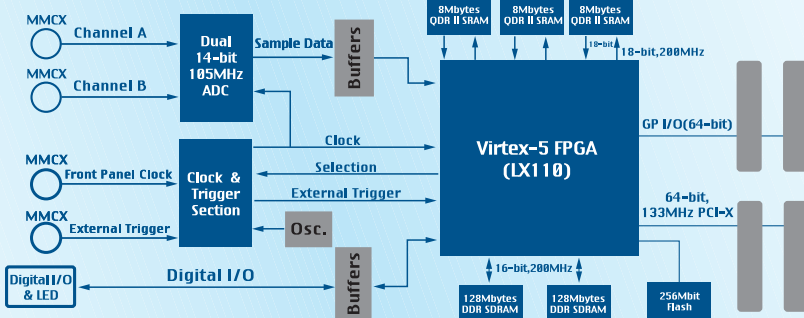 8Mbytes
QDR II SRAM
8Mbytes
QDR II SRAM
8Mbytes
QDR II SRAM
18-bit
18-bit,200MHz
MMCX
Channel A
MMCX
Channel B
Dual
14-bit
105MHz
ADC
Sample Data
Buffers
Clock
Selection
External Trigger
Virtex-5 FPGA
(LX110)
GP I/O(64-bit)
64-bit,
133MHz PCI-X
MMCX
Front Panel Clock
MMCX
External Trigger
Clock &
Trigger
Section
Osc.
Digital I/O
& LED
Digital I/O
Buffers
16-bit,200MHz
128Mbytes
DDR SDRAM
128Mbytes
DDR SDRAM
256Mbit
Flash